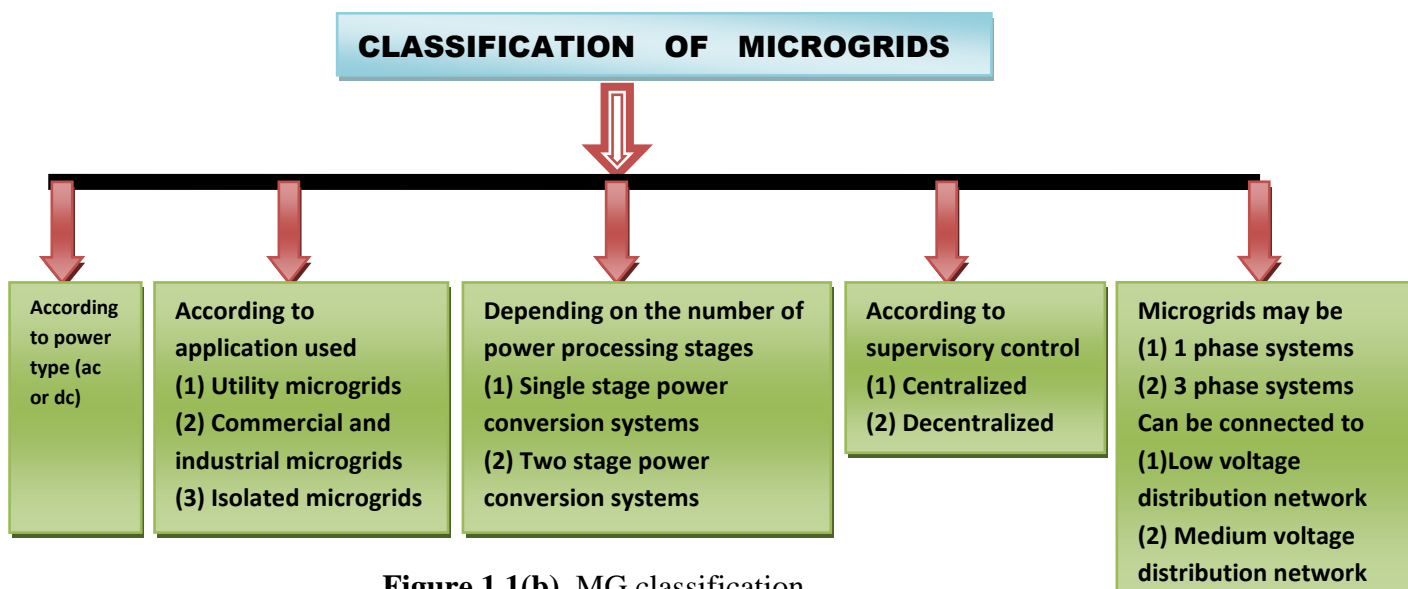 CLASSIFICATION OF MICROGRIDS
According
to power
type (ac
or dc)
According to
application used
(1) Utility microgrids
(2) Commercial and
industrial microgrids
(3) Isolated microgrids
Depending on the number of
power processing stages
(1) Single stage power
conversion systems
(2) Two stage power
conversion systems
According to
supervisory control
(1) Centralized
(2) Decentralized
Microgrids may be
(1) 1 phase systems
(2) 3 phase systems
Can be connected to
(1)Low voltage
distribution network
(2) Medium voltage
distribution network
Figure 1.1(b) MG classification